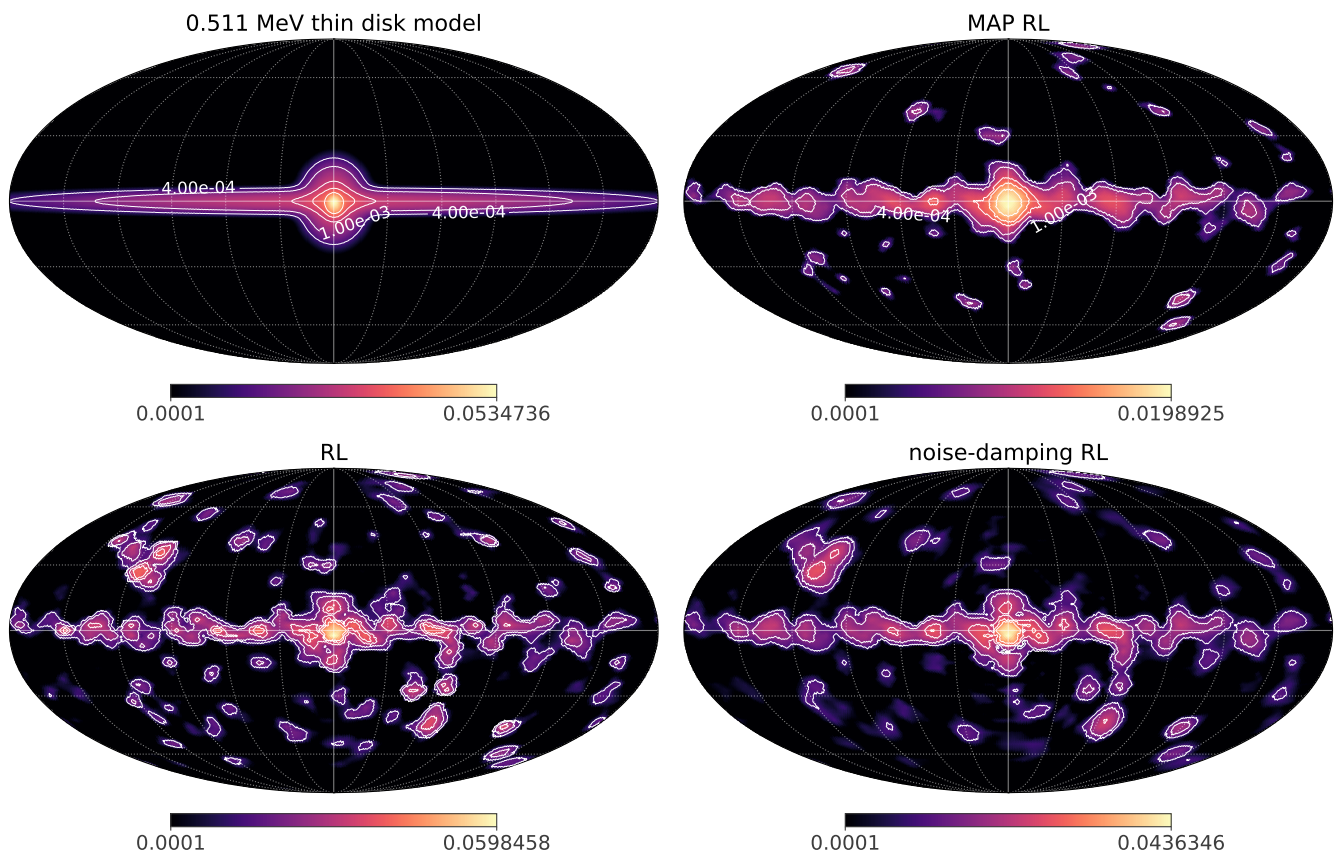 0.511 MeV thin disk model
4.00e-04
4.00e-04
1.00e-03
0.0001 0.0534736
MAP RL
4.00e-04
1.00e-03
0.0001 0.0198925
RL
0.0001 0.0598458
noise-damping RL
0.0001 0.0436346